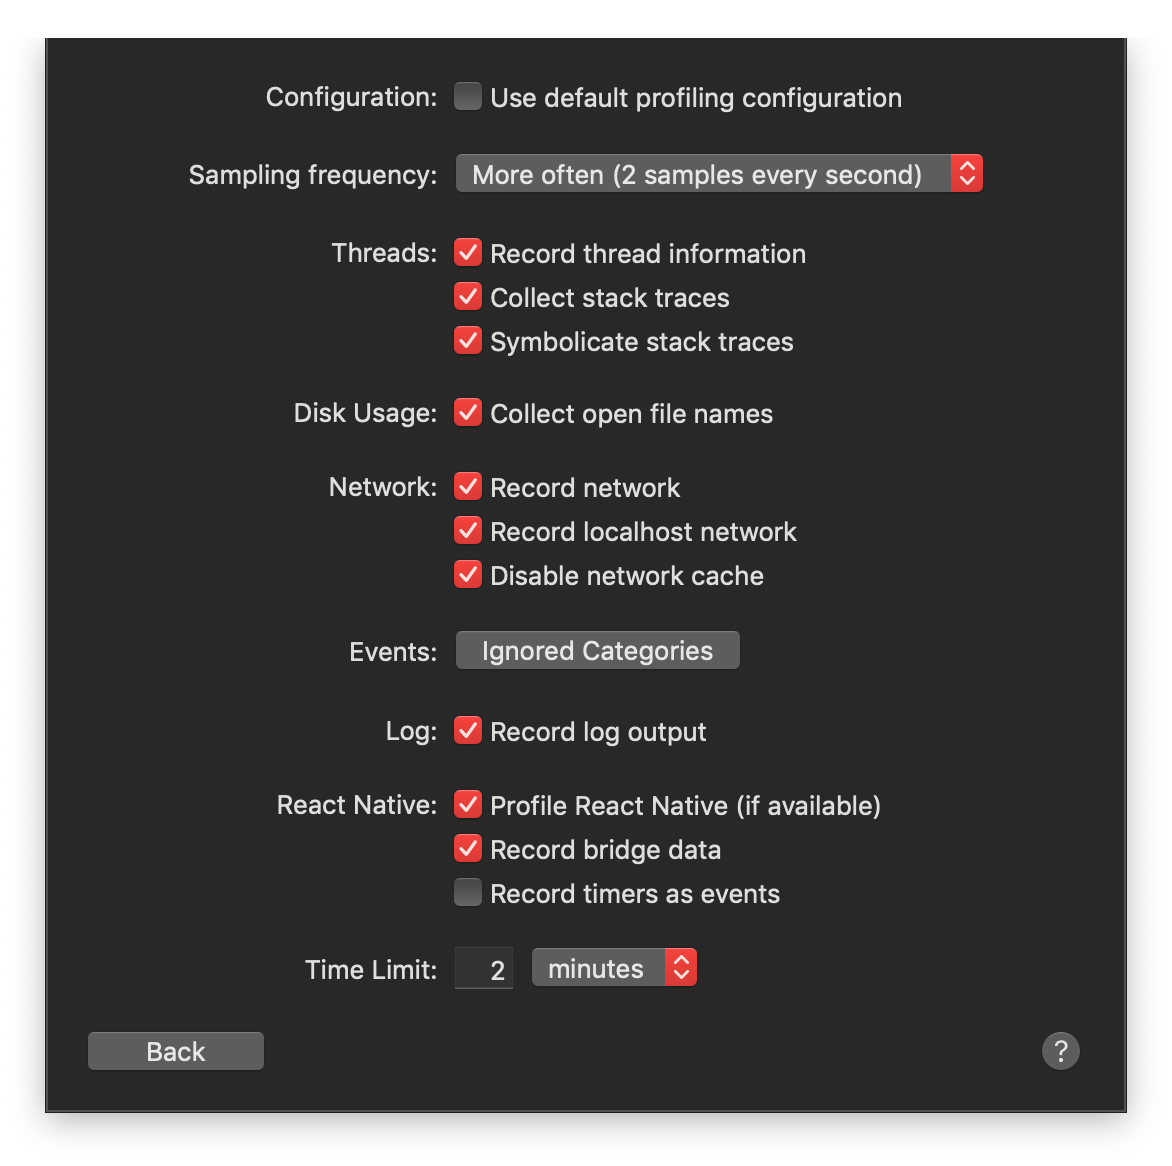 Configuration: Use default profiling configuration
Sampling frequency: More often (2 samples every second)
Threads: Record thread information
Collect stack traces
Symbolicate stack traces
Disk Usage: Collect open file names
Network: Record network
Record localhost network
Disable network cache
Events: Ignored Categories
Log: Record log output
React Native: Profile React Native (if available)
Record bridge data
Record timers as events
Time Limit: 2 minutes
Back ?